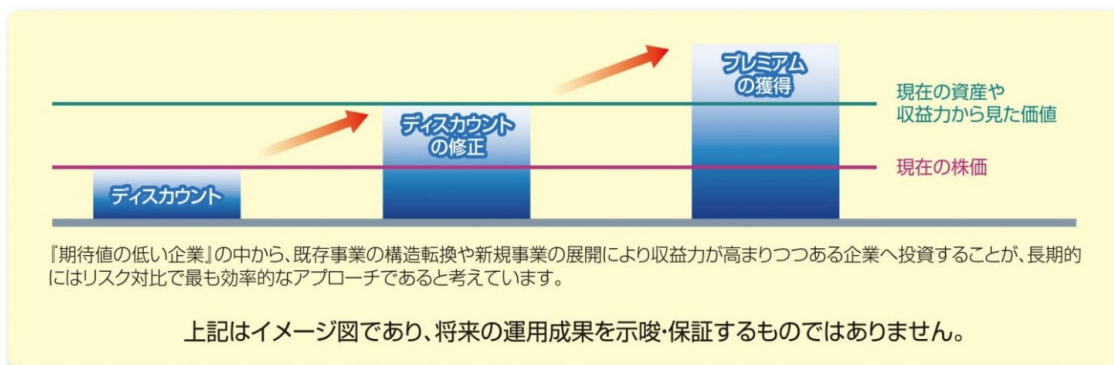 プレミアム
の獲得
現在の資産や
収益力から見た価値
ディスカウント
の修正
現在の株価
ディスカウント
『期待値の低い企業』の中から、既存事業の構造転換や新規事業の展開により収益力が高まりつつある企業へ投資することが、長期的
にはリスク対比で最も効率的なアプローチであると考えています。
上記はイメージ図であり、将来の運用成果を示唆・保証するものではありません。